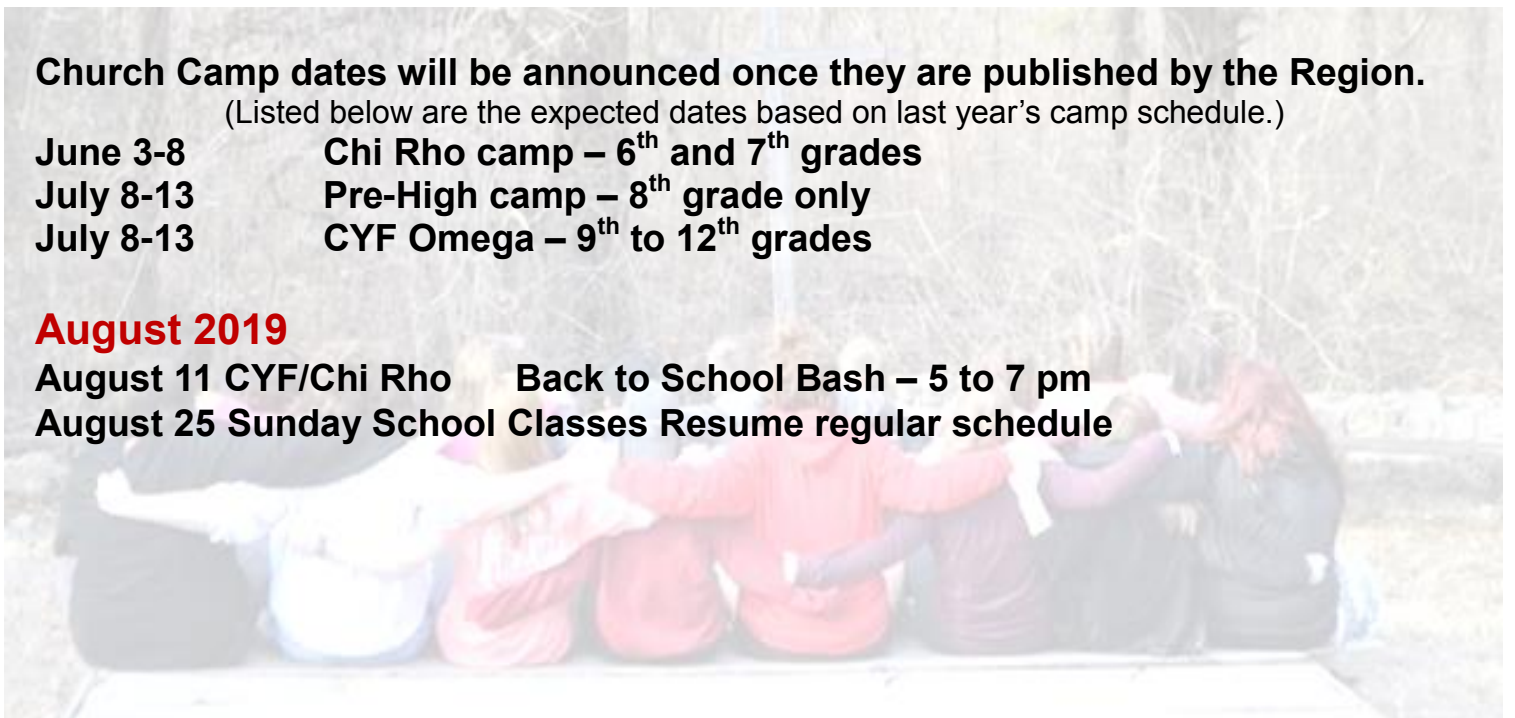 Church Camp dates will be announced once they are published by the Region.
(Listed below are the expected dates based on last year’s camp schedule.)
June 3-8 Chi Rho camp – 6th and 7th grades
July 8-13 Pre-High camp – 8th grade only
July 8-13 CYF Omega – 9th to 12th grades
August 2019
August 11 CYF/Chi Rho Back to School Bash – 5 to 7 pm
August 25 Sunday School Classes Resume regular schedule